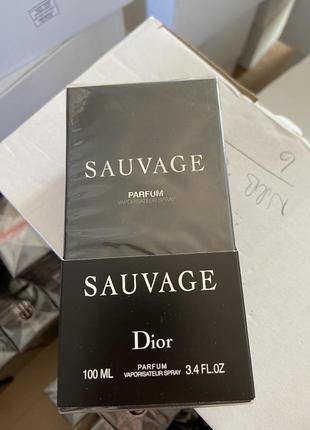 SAUVAGE
PARFUM
VAPORISATEUR SPRAY
SAUVAGE
Dior
100 ML PARFUM VAPORISATEUR SPRAY 3.4 FL.OZ